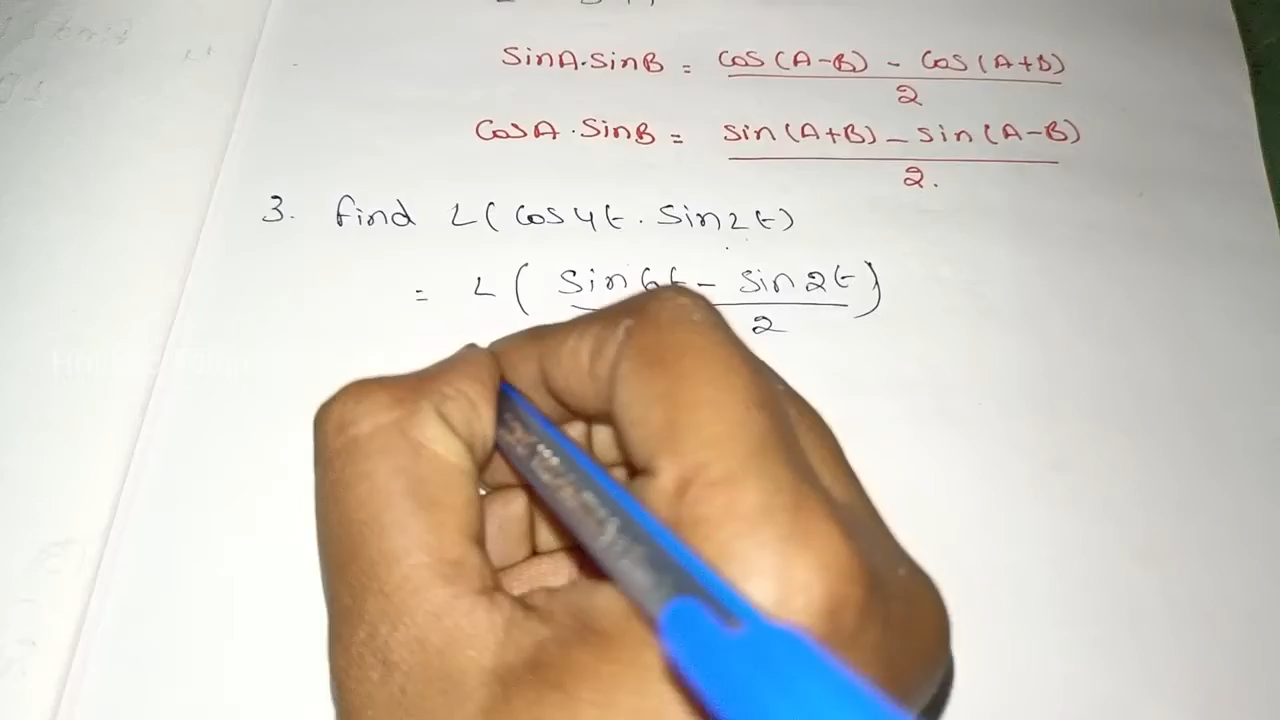 SinA.SinB = Cos(A-B) - Cos(A+B)
2
CosA.SinB = Sin(A+B) - Sin(A-B)
2.
3. find L(Cos4t. Sin2t)
= L( Sin6t - Sin2t )
2